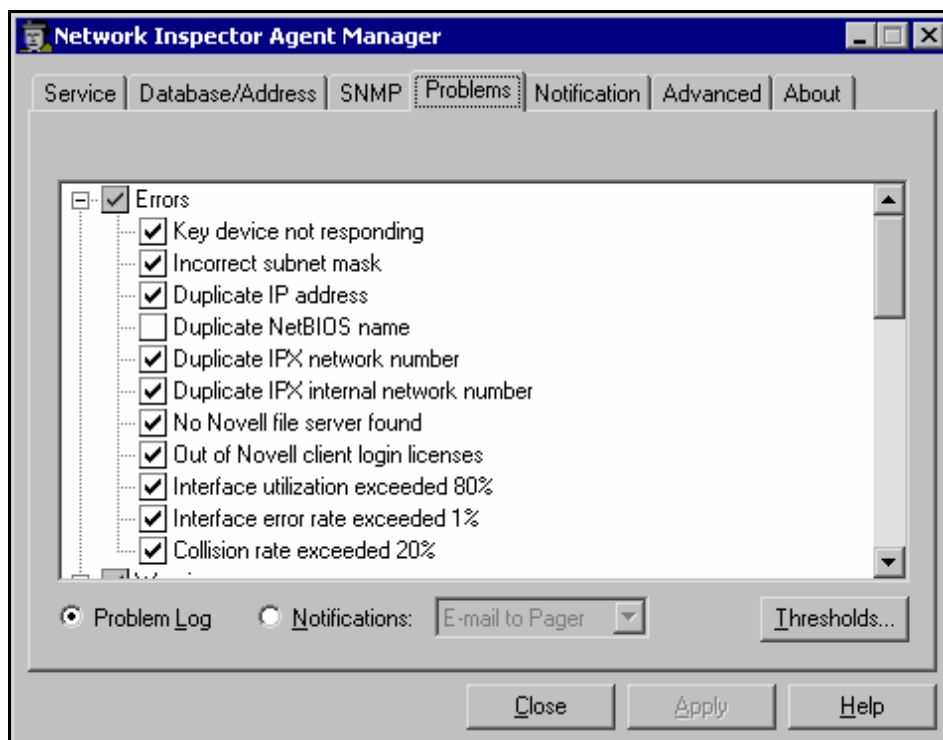 Network Inspector Agent Manager
Service Database/Address SNMP Problems Notification Advanced About
Errors
Key device not responding
Incorrect subnet mask
Duplicate IP address
Duplicate NetBIOS name
Duplicate IPX network number
Duplicate IPX internal network number
No Novell file server found
Out of Novell client login licenses
Interface utilization exceeded 80%
Interface error rate exceeded 1%
Collision rate exceeded 20%
Problem Log Notifications: E-mail to Pager Thresholds...
Close Apply Help